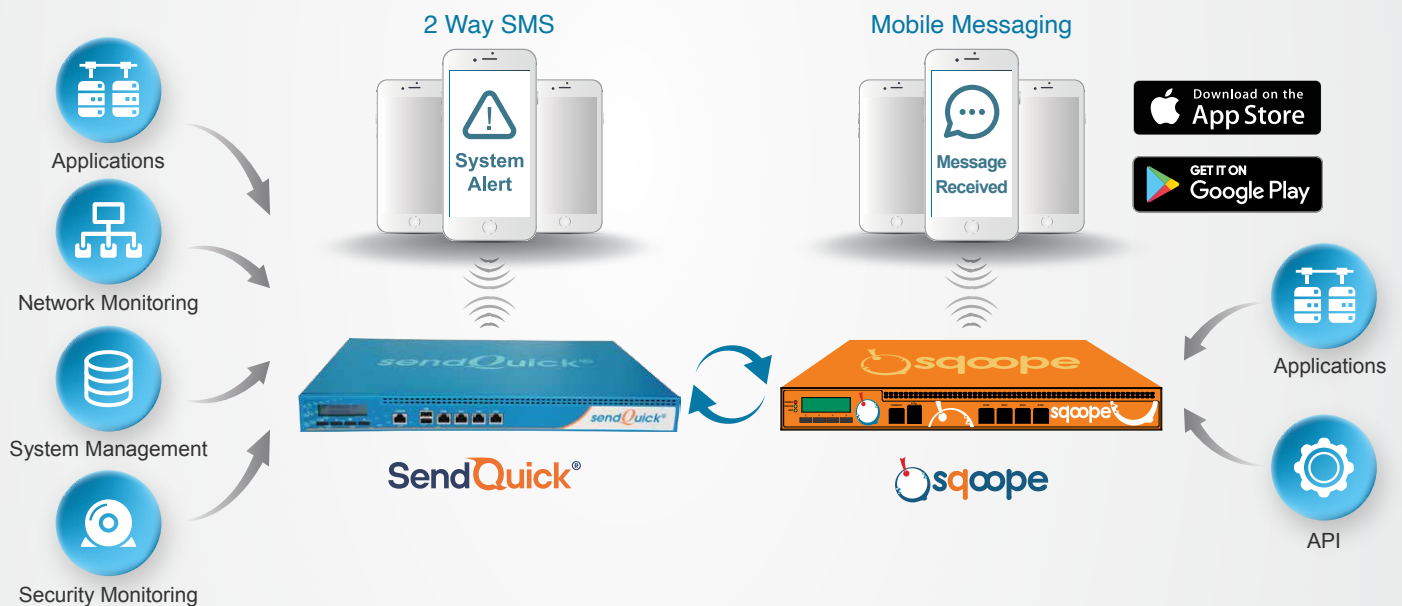 2 Way SMS
Mobile Messaging
System
Alert
Message
Received
Download on the
App Store
GET IT ON
Google Play
Applications
Network Monitoring
System Management
Security Monitoring
sendQuick®
sendQuick®
SendQuick®
sqoope
sqoope
sqoope
Applications
API